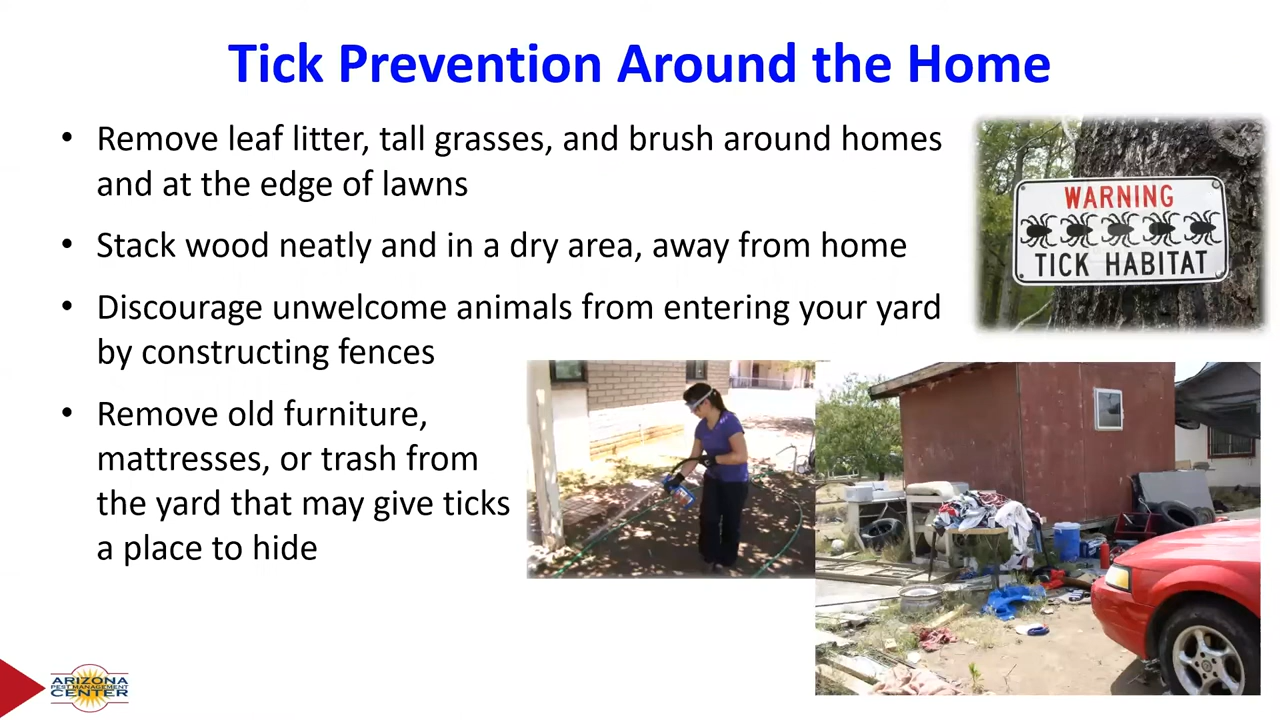 Tick Prevention Around the Home
• Remove leaf litter, tall grasses, and brush around homes
and at the edge of lawns
• Stack wood neatly and in a dry area, away from home
• Discourage unwelcome animals from entering your yard
by constructing fences
• Remove old furniture,
mattresses, or trash from
the yard that may give ticks
a place to hide
WARNING
TICK HABITAT
ARIZONA
PEST MANAGEMENT
CENTER